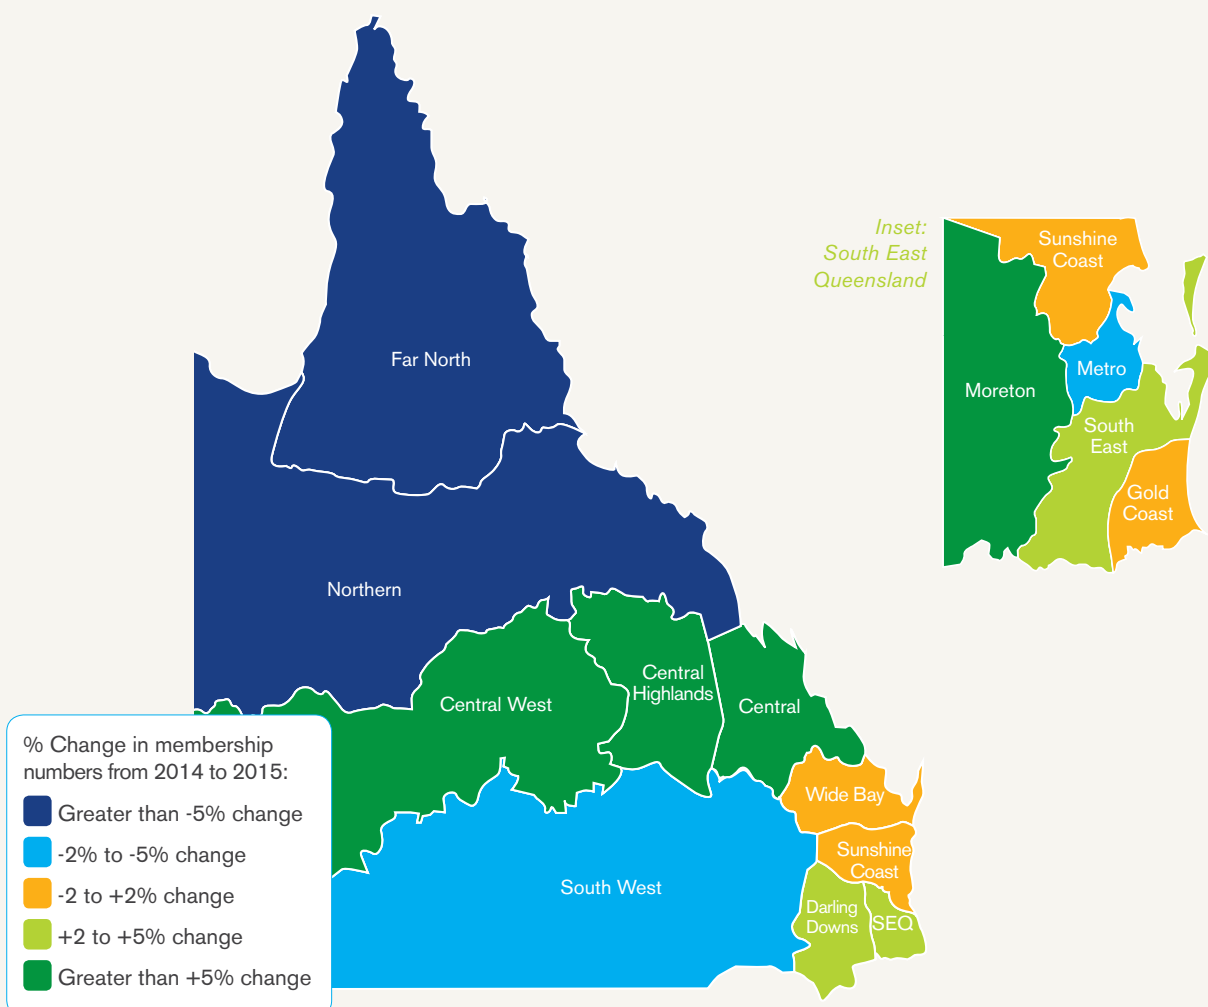 Inset:
South East
Queensland
Sunshine
Coast
Metro
Moreton
South
East
Gold
Coast
Far North
Northern
Central West
Central
Highlands
Central
Wide Bay
Sunshine
Coast
South West
Darling
Downs
SEQ
% Change in membership
numbers from 2014 to 2015:
Greater than -5% change
-2% to -5% change
-2 to +2% change
+2 to +5% change
Greater than +5% change